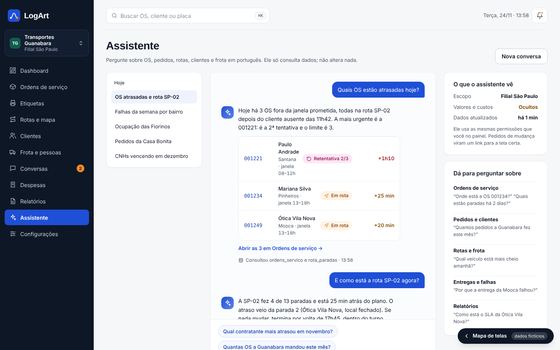 LogArt
TG
Transportes Guanabara
Filial São Paulo
Dashboard
Ordens de serviço
Etiquetas
Rotas e mapa
Clientes
Frota e pessoas
Conversas
2
Despesas
Relatórios
Assistente
Configurações
Buscar OS, cliente ou placa
Terça, 24/11 · 13:58
Assistente
Pergunte sobre OS, pedidos, rotas, clientes e frota em português. Ele só consulta dados; não altera nada.
Nova conversa
Hoje
OS atrasadas e rota SP-02
Falhas da semana por bairro
Ocupação das Fiorinos
Pedidos da Casa Bonita
CNHs vencendo em dezembro
Quais OS estão atrasadas hoje?
Hoje há 3 OS fora da janela prometida, todas na rota SP-02
depois do cliente ausente das 11h42. A mais urgente é a
001221: é a 2ª tentativa e o limite é 3.
001221
Paulo
Andrade
Santana
· janela
08–12h
Retentativa 2/3
+1h10
001234
Mariana Silva
Pinheiros ·
janela 13–18h
Em rota
+25 min
001249
Ótica Vila Nova
Mooca · janela
13–18h
Em rota
+20 min
Abrir as 3 em Ordens de serviço →
Consultou ordens_servico e rota_paradas · 13:58
E como está a rota SP-02 agora?
A SP-02 fez 4 de 13 paradas e está 25 min atrás do plano. O
atraso veio da parada 2 (Ótica Vila Nova, local fechado). Se
nada mudar, termina por volta de 17h45, dentro do turno.
Qual contratante mais atrasou em novembro?
Quantas OS a Guanabara mandou este mês?
O que o assistente vê
Escopo
Filial São Paulo
Valores e custos
Ocultos
Dados atualizados
há 1 min
Ele usa as mesmas permissões
que você no painel. Mudanças
viram um link para a tela certa.
Dá para perguntar sobre
Ordens de serviço
"Onde está a OS 001234?" "Quais
estão paradas há 2 dias?"
Pedidos e clientes
"Quantos pedidos a Guanabara fez
este mês?"
Rotas e frota
"Qual veículo está mais cheio
amanhã?"
Entregas e falhas
"Por que a entrega da Mooca falhou?"
Relatórios
"Como está o SLA da Ótica Vila
Nova?"
Mapa de telas
dados fictícios